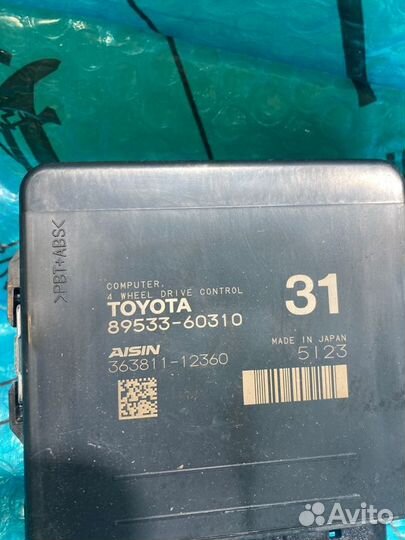 >PBT+ABS<
COMPUTER,
4 WHEEL DRIVE CONTROL
TOYOTA
89533-60310
31
MADE IN JAPAN
5123
AISIN
363811-12360
Avito